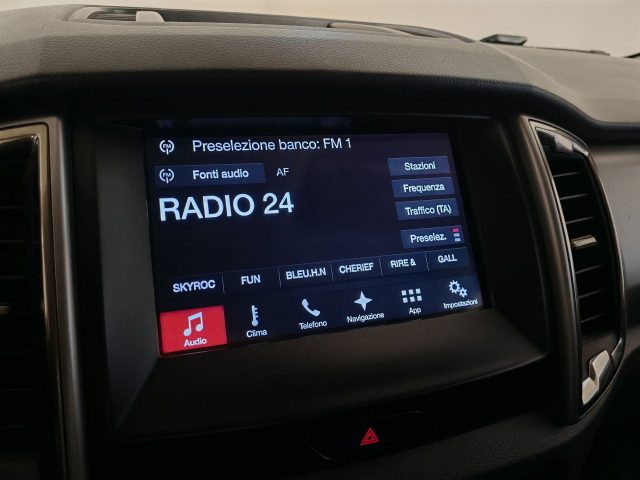 Preselezione banco: FM 1
Fonti audio AF
Stazioni
Frequenza
RADIO 24
Traffico (TA)
Preselez.
SKYROC FUN BLEU.H.N CHERIEF RIRE & GALL
Audio Clima Telefono Navigazione App Impostazioni